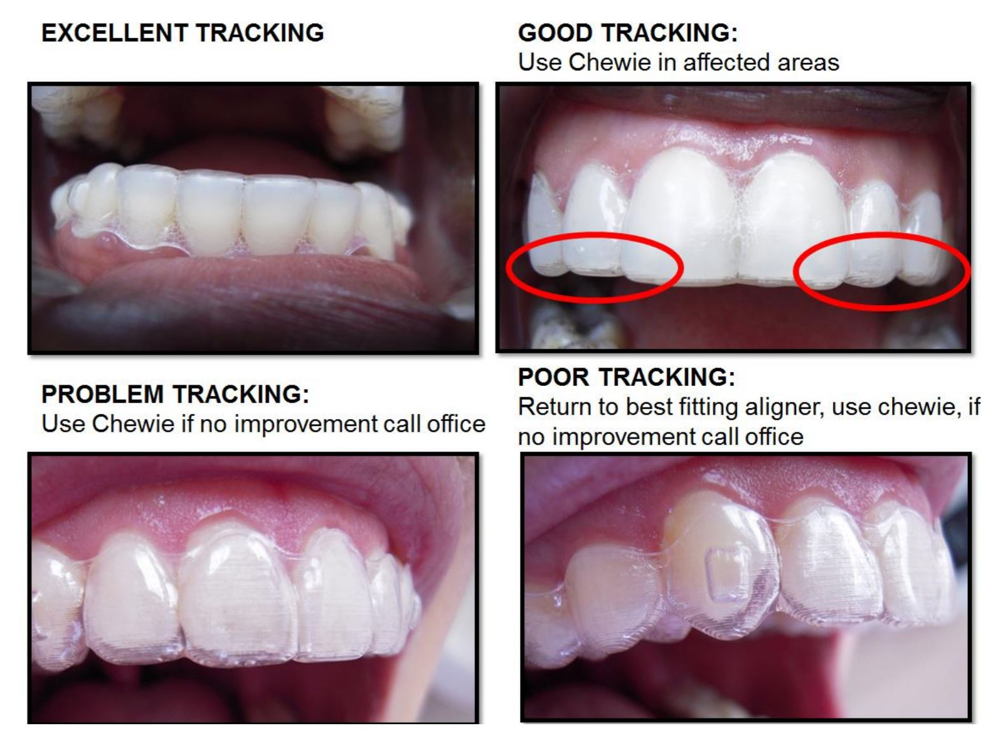 EXCELLENT TRACKING
GOOD TRACKING:
Use Chewie in affected areas
PROBLEM TRACKING:
Use Chewie if no improvement call office
POOR TRACKING:
Return to best fitting aligner, use chewie, if
no improvement call office